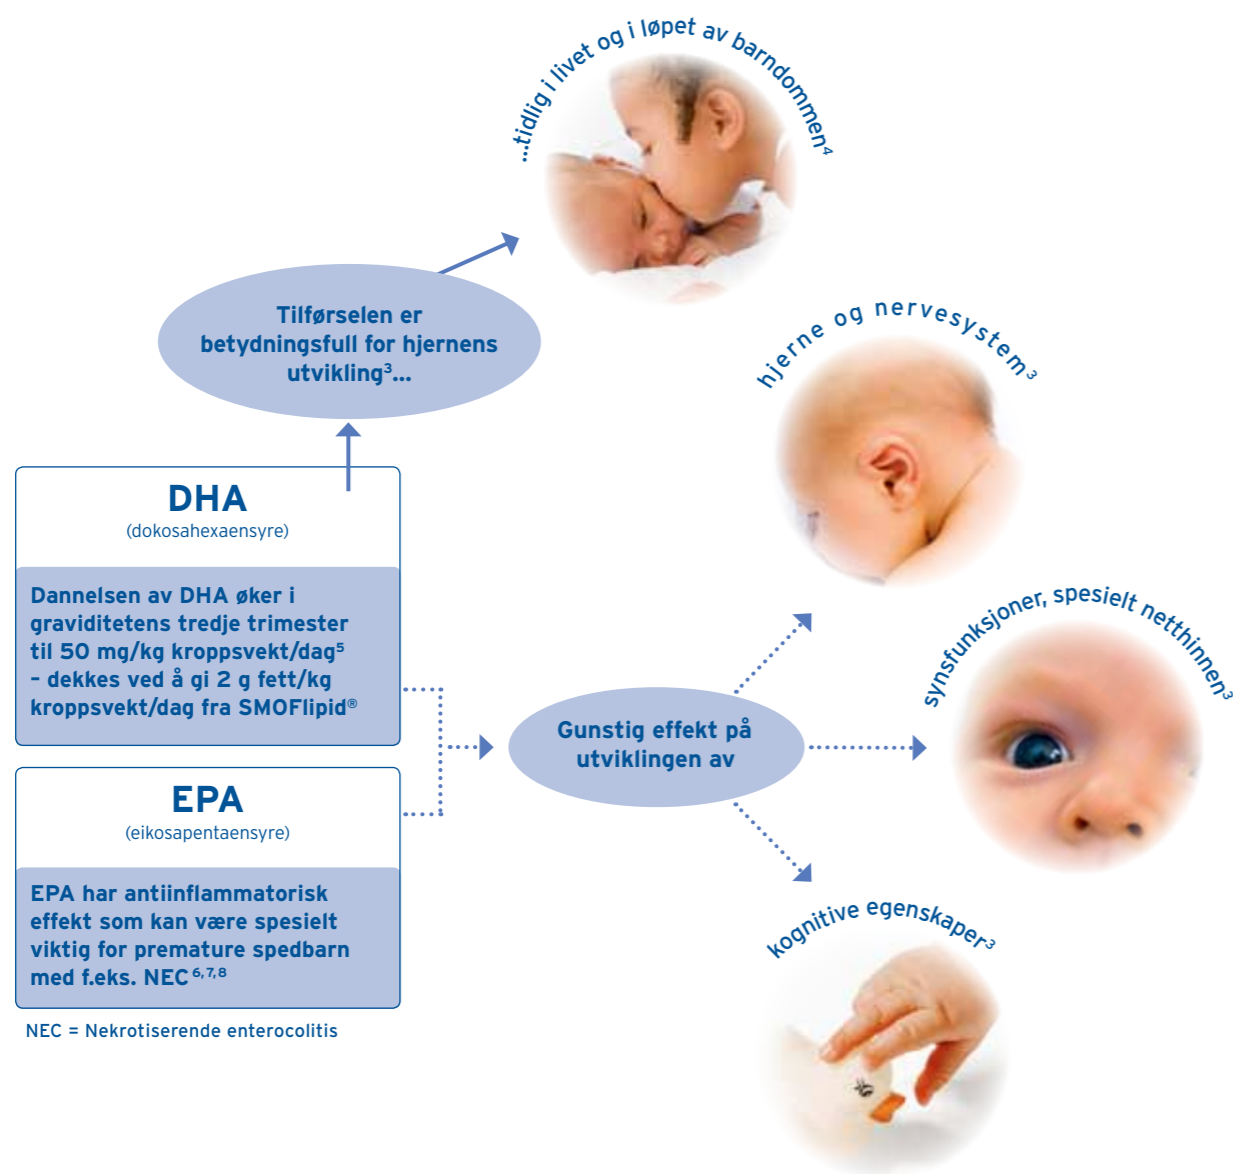 ...tidlig i livet og i løpet av barndommen⁴
Tilførselen er
betydningsfull for hjernens
utvikling³...
hjerne og nervesystem³
DHA
(dokosahexaensyre)
Dannelsen av DHA øker i
graviditetens tredje trimester
til 50 mg/kg kroppsvekt/dag⁵
– dekkes ved å gi 2 g fett/kg
kroppsvekt/dag fra SMOFlipid®
synsfunksjoner, spesielt netthinnen³
Gunstig effekt på
utviklingen av
EPA
(eikosapentaensyre)
EPA har antiinflammatorisk
effekt som kan være spesielt
viktig for premature spedbarn
med f.eks. NEC⁶,⁷,⁸
kognitive egenskaper³
NEC = Nekrotiserende enterocolitis